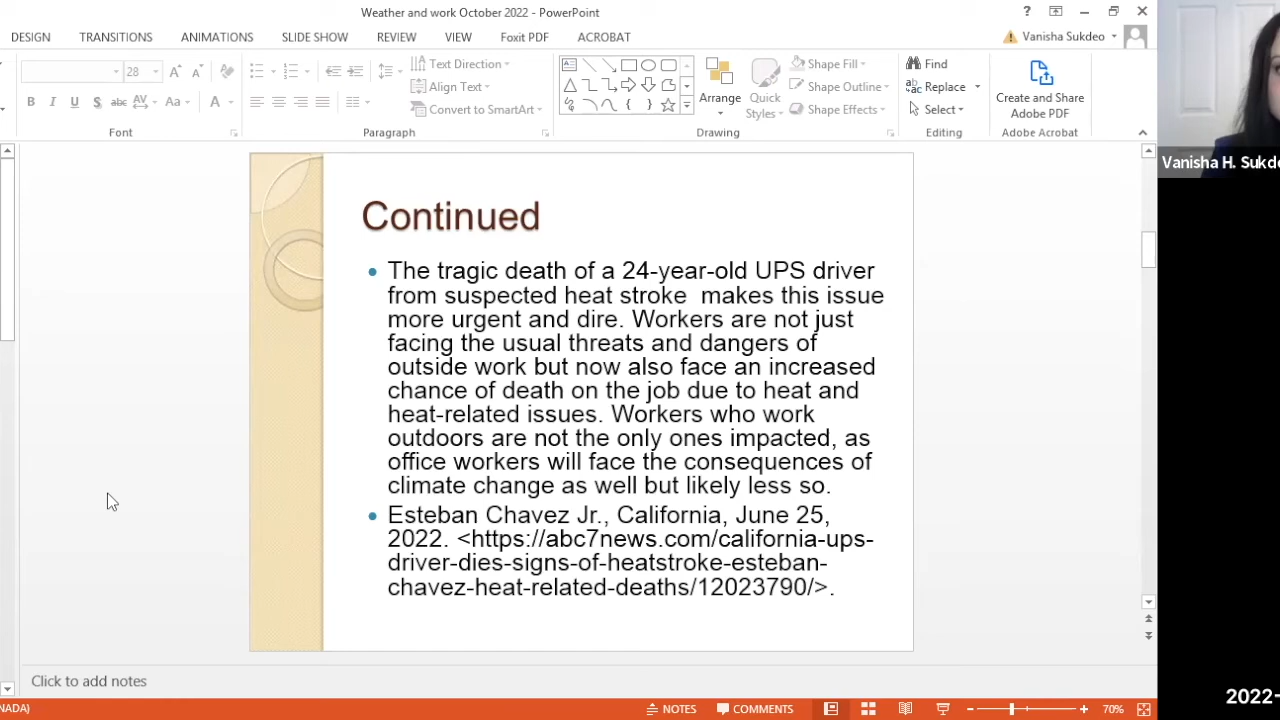 Weather and work October 2022 - PowerPoint
?
DESIGN TRANSITIONS ANIMATIONS SLIDE SHOW REVIEW VIEW Foxit PDF ACROBAT
Vanisha Sukdeo
28
Text Direction
Align Text
Convert to SmartArt
B I U S abc AV Aa A
Arrange
Quick
Styles
Shape Fill
Shape Outline
Shape Effects
Find
Replace
Select
Create and Share
Adobe PDF
Font Paragraph Drawing Editing Adobe Acrobat
Vanisha H. Sukde
Continued
• The tragic death of a 24-year-old UPS driver
from suspected heat stroke makes this issue
more urgent and dire. Workers are not just
facing the usual threats and dangers of
outside work but now also face an increased
chance of death on the job due to heat and
heat-related issues. Workers who work
outdoors are not the only ones impacted, as
office workers will face the consequences of
climate change as well but likely less so.
• Esteban Chavez Jr., California, June 25,
2022. <https://abc7news.com/california-ups-
driver-dies-signs-of-heatstroke-esteban-
chavez-heat-related-deaths/12023790/>.
Click to add notes
2022-
NADA) NOTES COMMENTS 70%